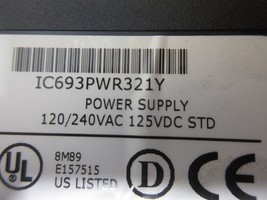 IC693PWR321Y
POWER SUPPLY
120/240VAC 125VDC STD
UL
8M89
E157515
US LISTED
D
CE